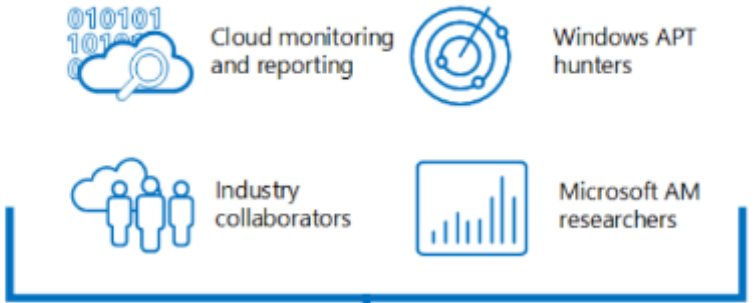 010101
Cloud monitoring
and reporting
Windows APT
hunters
Industry
collaborators
Microsoft AM
researchers